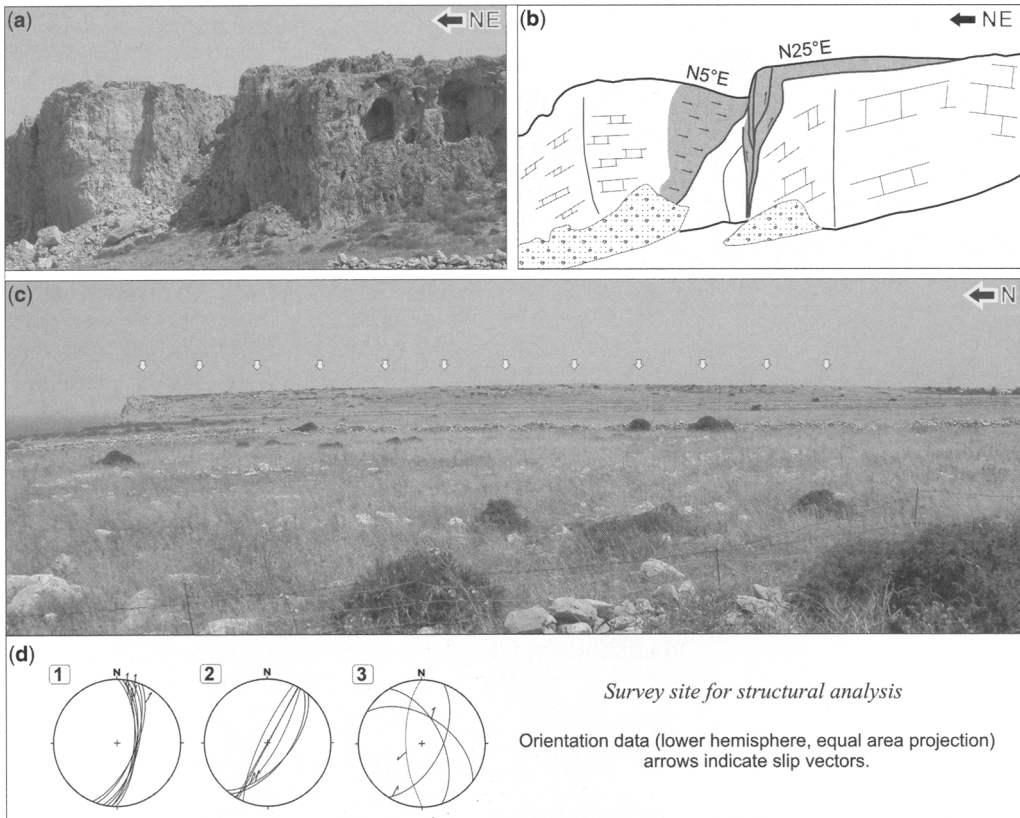 (a)
NE
(b)
NE
N5°E
N25°E
(c)
N
(d)
1
N
2
N
3
N
Survey site for structural analysis
Orientation data (lower hemisphere, equal area projection)
arrows indicate slip vectors.